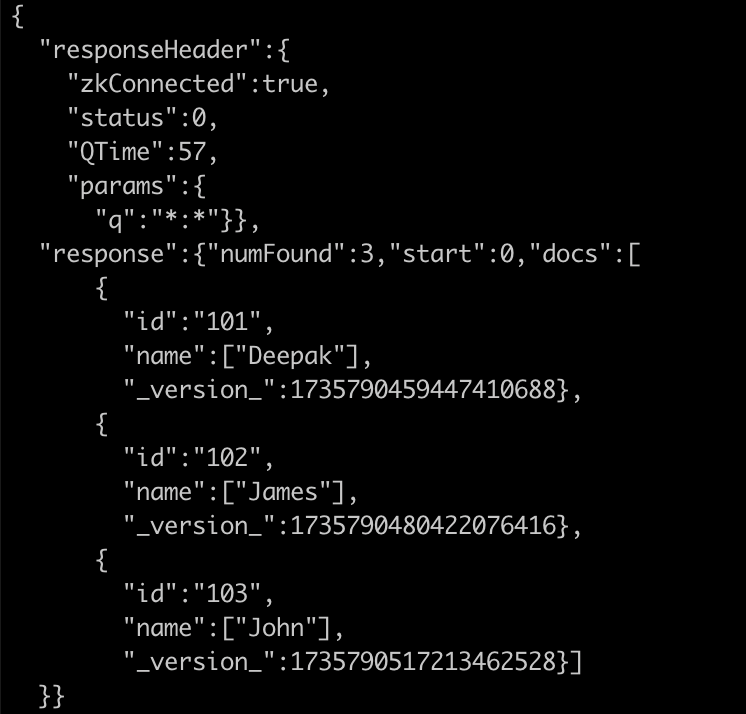 {
  "responseHeader":{
    "zkConnected":true,
    "status":0,
    "QTime":57,
    "params":{
      "q":"*:*"}},
  "response":{"numFound":3,"start":0,"docs":[
      {
        "id":"101",
        "name":["Deepak"],
        "_version_":1735790459447410688},
      {
        "id":"102",
        "name":["James"],
        "_version_":1735790480422076416},
      {
        "id":"103",
        "name":["John"],
        "_version_":1735790517213462528}]
  }}